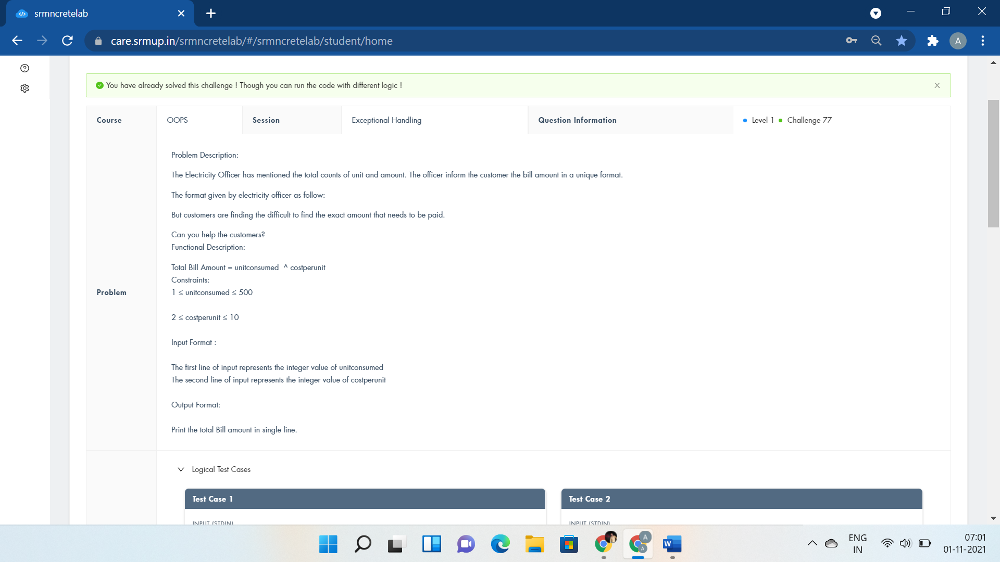 srmncretelab
care.srmup.in/srmncretelab/#/srmncretelab/student/home
A
You have already solved this challenge ! Though you can run the code with different logic !
Course
OOPS
Session
Exceptional Handling
Question Information
Level 1
Challenge 77
Problem
Problem Description:
The Electricity Officer has mentioned the total counts of unit and amount. The officer inform the customer the bill amount in a unique format.
The format given by electricity officer as follow:
But customers are finding the difficult to find the exact amount that needs to be paid.
Can you help the customers?
Functional Description:
Total Bill Amount = unitconsumed ^ costperunit
Constraints:
1 ≤ unitconsumed ≤ 500
2 ≤ costperunit ≤ 10
Input Format :
The first line of input represents the integer value of unitconsumed
The second line of input represents the integer value of costperunit
Output Format:
Print the total Bill amount in single line.
Logical Test Cases
Test Case 1
Test Case 2
INPUT (STDIN)
INPUT (STDIN)
A
A
W
ENG
IN
07:01
01-11-2021